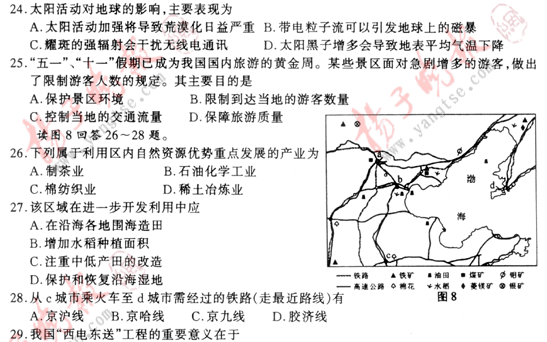 24.太阳活动对地球的影响,主要表现为
A.太阳活动加强将导致荒漠化日益严重 B.带电粒子流可以引发地球上的磁暴
C.耀斑的强辐射会干扰无线电通讯 D.太阳黑子增多会导致地表平均气温下降
25.“五一”、“十一”假期已成为我国国内旅游的黄金周。某些景区面对急剧增多的游客,做出
了限制游客人数的规定。其主要目的是
A.保护景区环境 B.限制到达当地的游客数量
C.控制当地的交通流量 D.保障旅游质量
读图8回答26~28题。
26.下列属于利用区内自然资源优势重点发展的产业为
A.制茶业 B.石油化学工业
C.棉纺织业 D.稀土冶炼业
27.该区域在进一步开发利用中应
A.在沿海各地围海造田
B.增加水稻种植面积
C.注重中低产田的改造
D.保护和恢复沿海湿地
渤
海
b
d
c
铁路 铁矿 油田 煤矿 铝矿
高速公路 棉花 水稻 菱镁矿 银矿
图8
28.从c城市乘火车至d城市需经过的铁路(走最近路线)有
A.京沪线 B.京哈线 C.京九线 D.胶济线
29.我国“西电东送”工程的重要意义在于
扬子晚报
www.yangtse.com